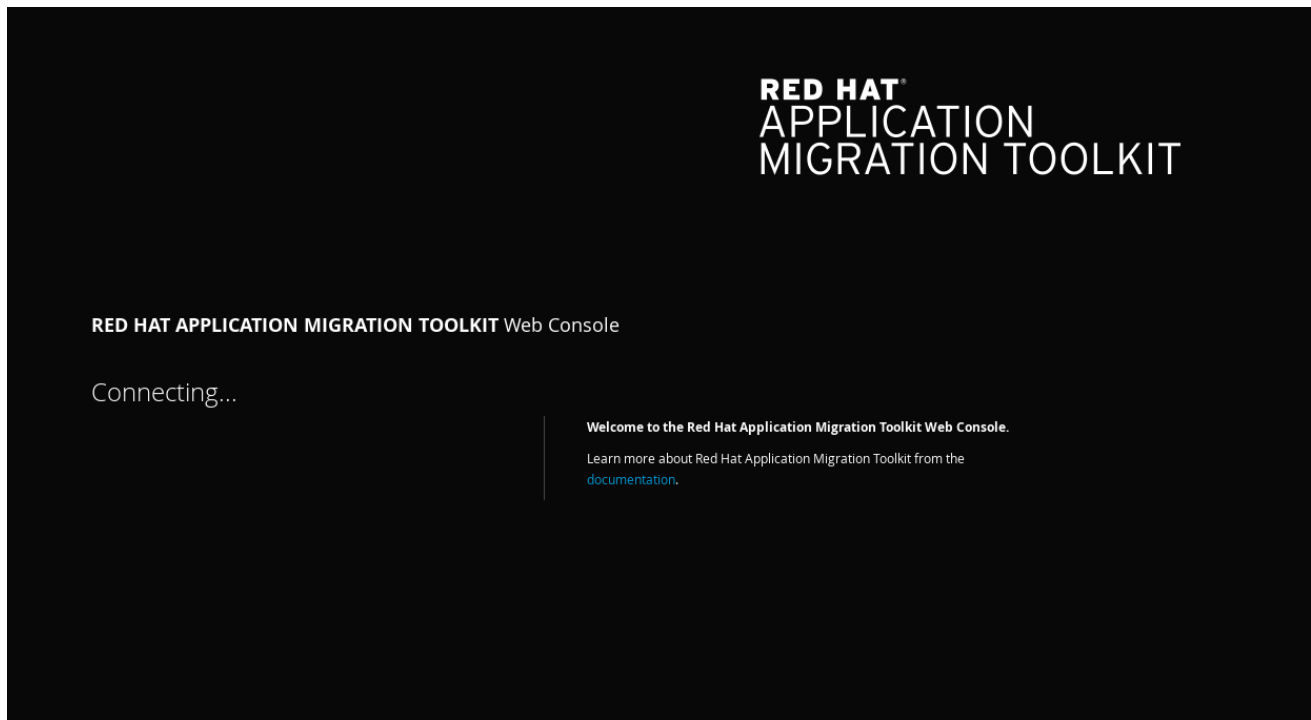 RED HAT®
APPLICATION
MIGRATION TOOLKIT
RED HAT APPLICATION MIGRATION TOOLKIT Web Console
Connecting...
Welcome to the Red Hat Application Migration Toolkit Web Console.
Learn more about Red Hat Application Migration Toolkit from the
documentation.